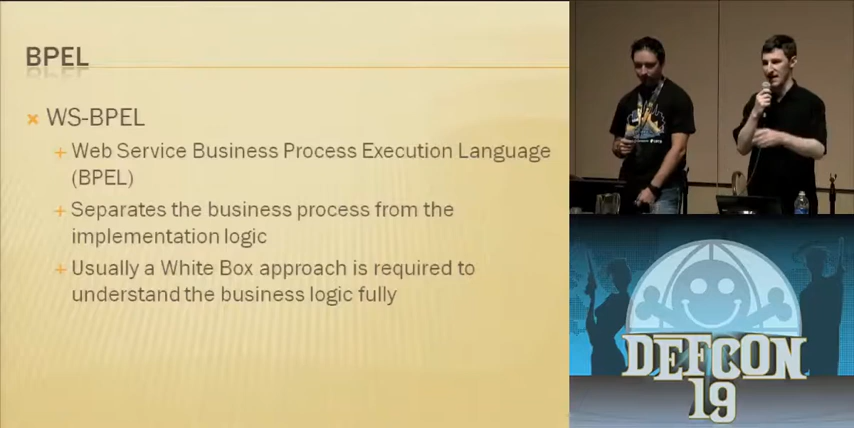 BPEL
WS-BPEL
Web Service Business Process Execution Language
(BPEL)
Separates the business process from the
implementation logic
Usually a White Box approach is required to
understand the business logic fully
DEFCON
19